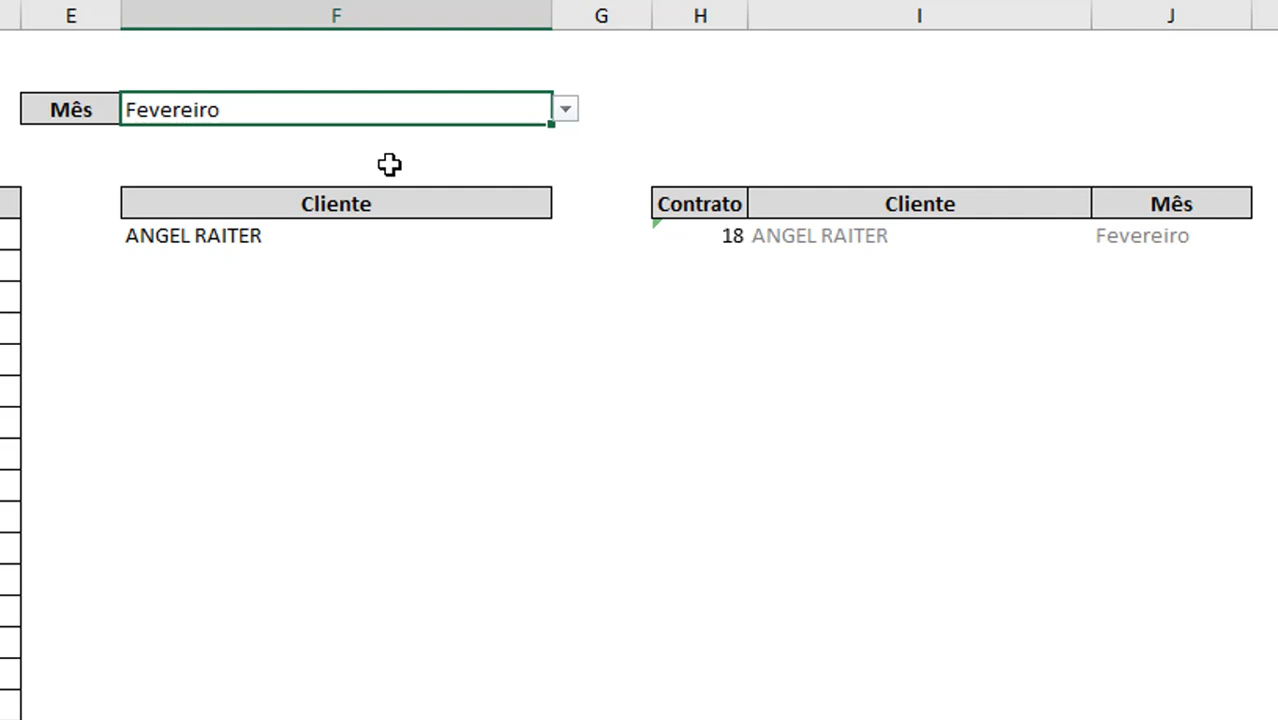 E F G H I J
Mês Fevereiro
Cliente Contrato Cliente Mês
ANGEL RAITER 18 ANGEL RAITER Fevereiro